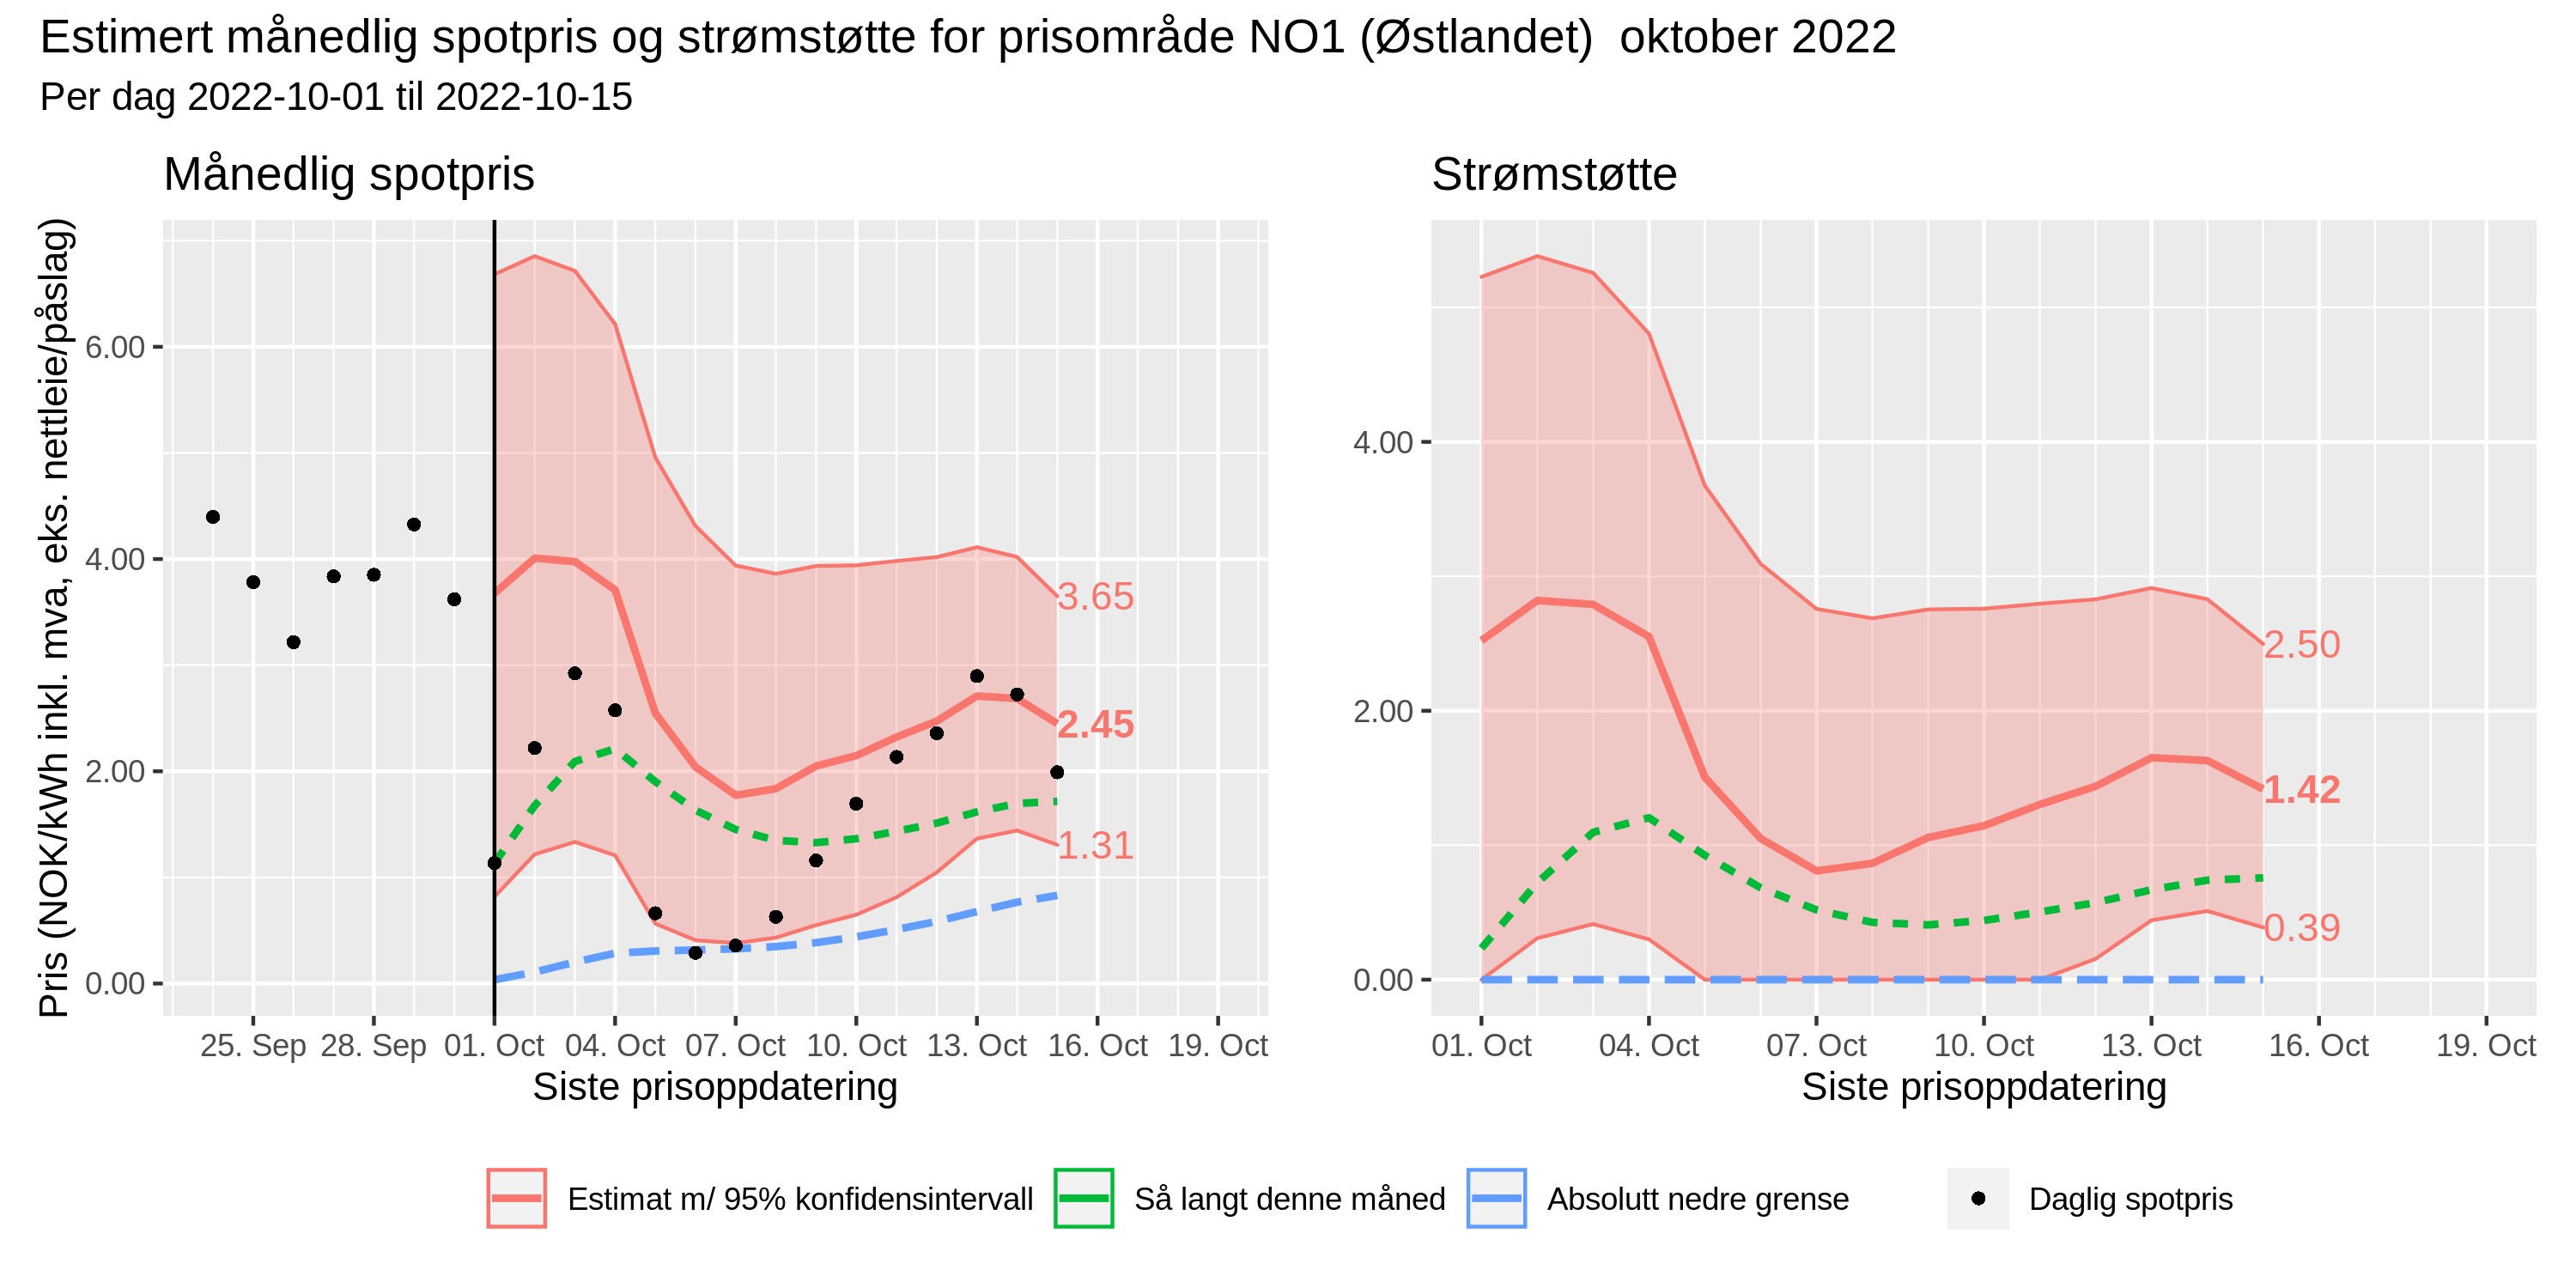 Estimert månedlig spotpris og strømstøtte for prisområde NO1 (Østlandet)  oktober 2022
Per dag 2022-10-01 til 2022-10-15
Månedlig spotpris
Pris (NOK/kWh inkl. mva, eks. nettleie/påslag)
6.00
4.00
2.00
0.00
3.65
2.45
1.31
25. Sep 28. Sep 01. Oct 04. Oct 07. Oct 10. Oct 13. Oct 16. Oct 19. Oct
Siste prisoppdatering
Strømstøtte
4.00
2.00
0.00
2.50
1.42
0.39
01. Oct 04. Oct 07. Oct 10. Oct 13. Oct 16. Oct 19. Oct
Siste prisoppdatering
Estimat m/ 95% konfidensintervall Så langt denne måned Absolutt nedre grense Daglig spotpris